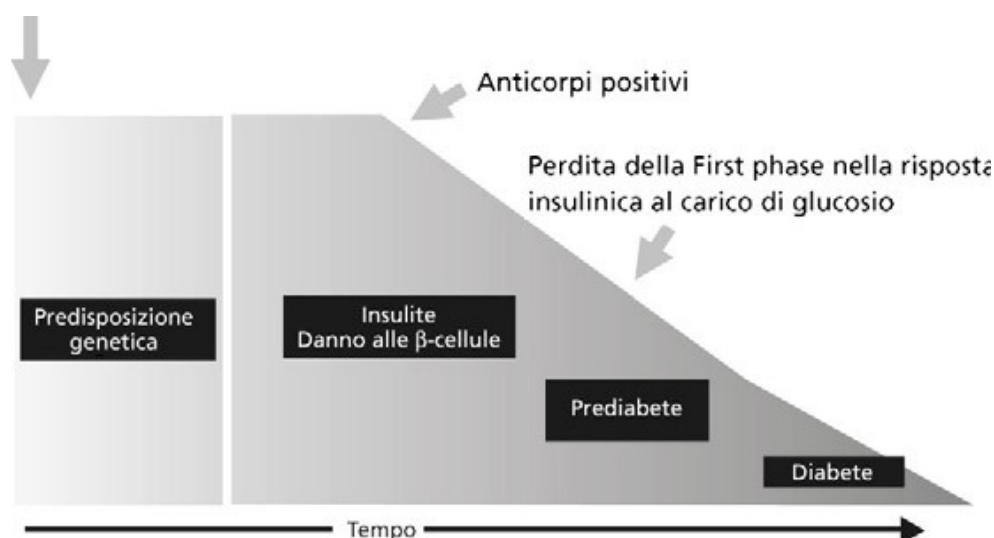 Anticorpi positivi
Perdita della First phase nella risposta
insulinica al carico di glucosio
Predisposizione
genetica
Insulite
Danno alle β-cellule
Prediabete
Diabete
Tempo